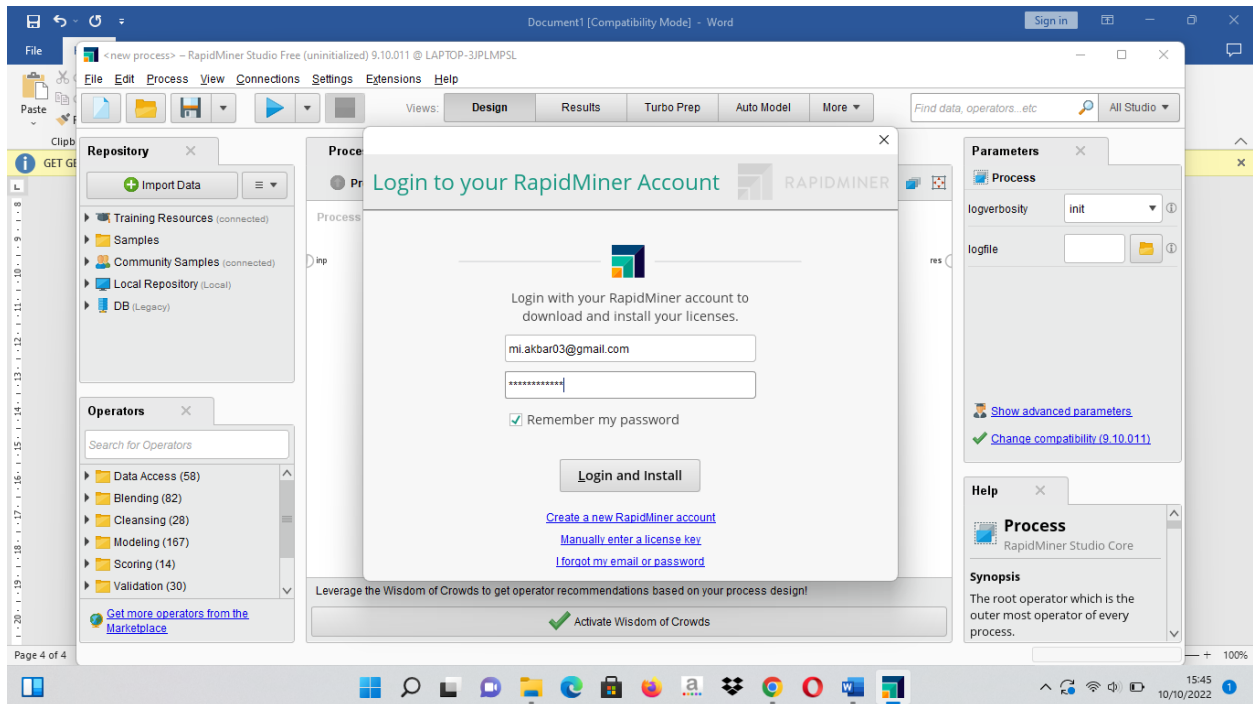 Document1 [Compatibility Mode] - Word
Sign in
File
Paste
Clipb
GET GE
<new process> – RapidMiner Studio Free (uninitialized) 9.10.011 @ LAPTOP-3JPLMPSL
File Edit Process View Connections Settings Extensions Help
Views: Design Results Turbo Prep Auto Model More
Find data, operators...etc
All Studio
Repository
Import Data
Training Resources (connected)
Samples
Community Samples (connected)
Local Repository (Local)
DB (Legacy)
Operators
Search for Operators
Data Access (58)
Blending (82)
Cleansing (28)
Modeling (167)
Scoring (14)
Validation (30)
Get more operators from the
Marketplace
Proce
Pr
Process
inp
res
Login to your RapidMiner Account
RAPIDMINER
Login with your RapidMiner account to
download and install your licenses.
mi.akbar03@gmail.com
************
Remember my password
Login and Install
Create a new RapidMiner account
Manually enter a license key
I forgot my email or password
Leverage the Wisdom of Crowds to get operator recommendations based on your process design!
Activate Wisdom of Crowds
Parameters
Process
logverbosity
init
logfile
Show advanced parameters
Change compatibility (9.10.011)
Help
Process
RapidMiner Studio Core
Synopsis
The root operator which is the
outer most operator of every
process.
Page 4 of 4
100%
15:45
10/10/2022
1